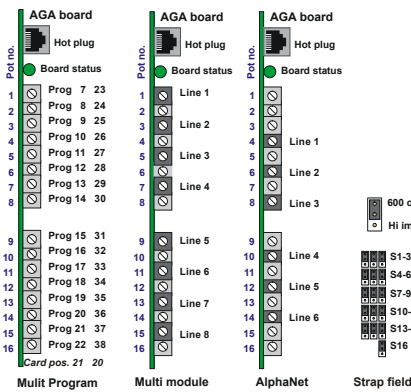 AGA board
Hot plug
Board status
Pot no.
1 Prog 7 23
2 Prog 8 24
3 Prog 9 25
4 Prog 10 26
5 Prog 11 27
6 Prog 12 28
7 Prog 13 29
8 Prog 14 30
9 Prog 15 31
10 Prog 16 32
11 Prog 17 33
12 Prog 18 34
13 Prog 19 35
14 Prog 20 36
15 Prog 21 37
16 Prog 22 38
Card pos. 21 20
Mulit Program
AGA board
Hot plug
Board status
Pot no.
1 Line 1
2
3 Line 2
4
5 Line 3
6
7 Line 4
8
9 Line 5
10
11 Line 6
12
13 Line 7
14
15 Line 8
16
Multi module
AGA board
Hot plug
Board status
Pot no.
1
2
3
4 Line 1
5
6 Line 2
7
8 Line 3
9
10 Line 4
11
12 Line 5
13
14 Line 6
15
16
AlphaNet
600
Hi
S1-3
S4-6
S7-9
S10-
S13-
S16
Strap field